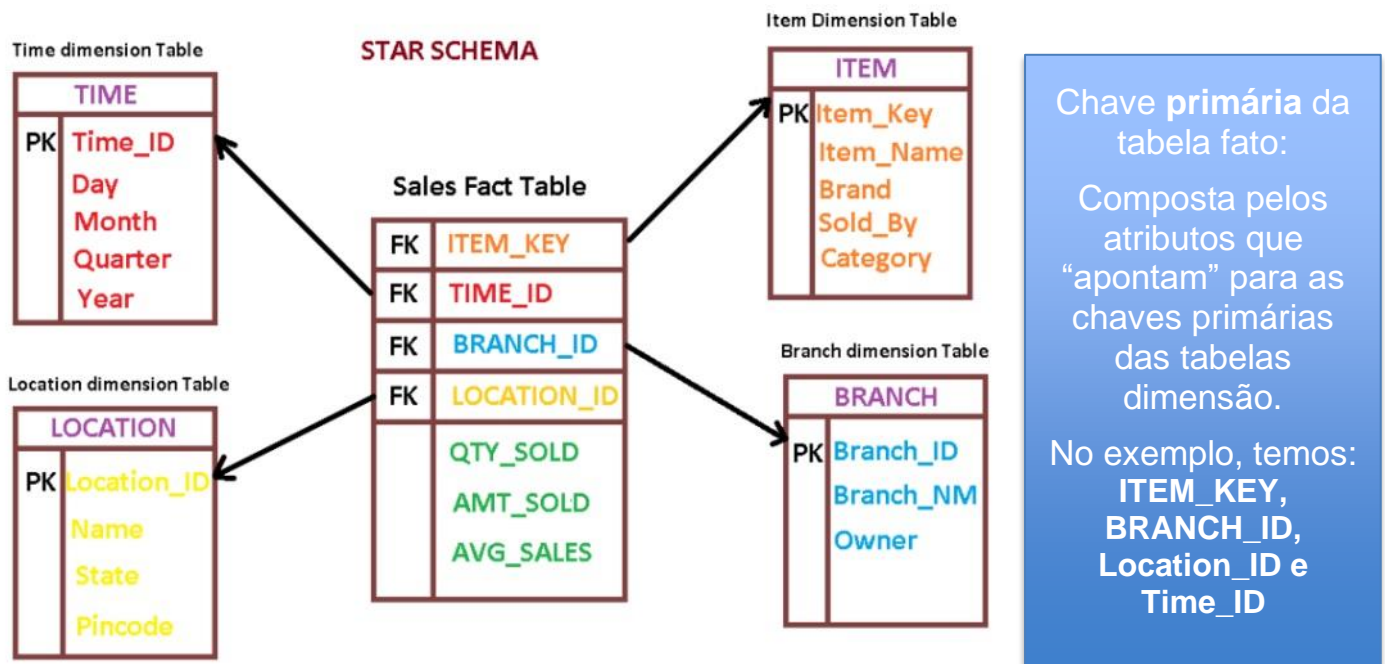 Time dimension Table
TIME
PK Time_ID
Day
Month
Quarter
Year
Location dimension Table
LOCATION
PK Location_ID
Name
State
Pincode
STAR SCHEMA
Sales Fact Table
FK ITEM_KEY
FK TIME_ID
FK BRANCH_ID
FK LOCATION_ID
QTY_SOLD
AMT_SOLD
AVG_SALES
Item Dimension Table
ITEM
PK Item_Key
Item_Name
Brand
Sold_By
Category
Branch dimension Table
BRANCH
PK Branch_ID
Branch_NM
Owner
Chave primária da
tabela fato:
Composta pelos
atributos que
“apontam” para as
chaves primárias
das tabelas
dimensão.
No exemplo, temos:
ITEM_KEY,
BRANCH_ID,
Location_ID e
Time_ID